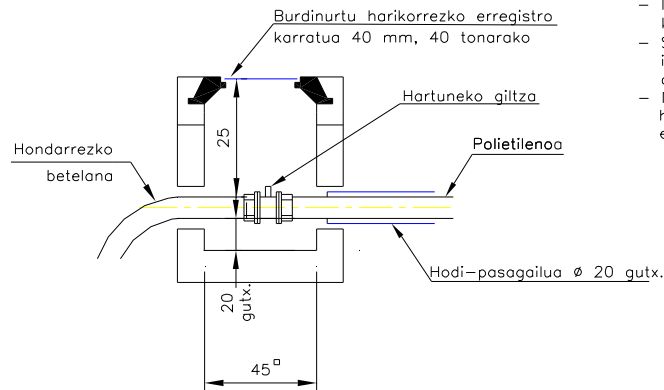 Burdinurtu harikorrezko erregistro
karratua 40 mm, 40 tonarako
Hartuneko giltza
25
Hondarrezko
betelana
Polietilenoa
Hodi-pasagailua ø 20 gutx.
20
gutx.
45□